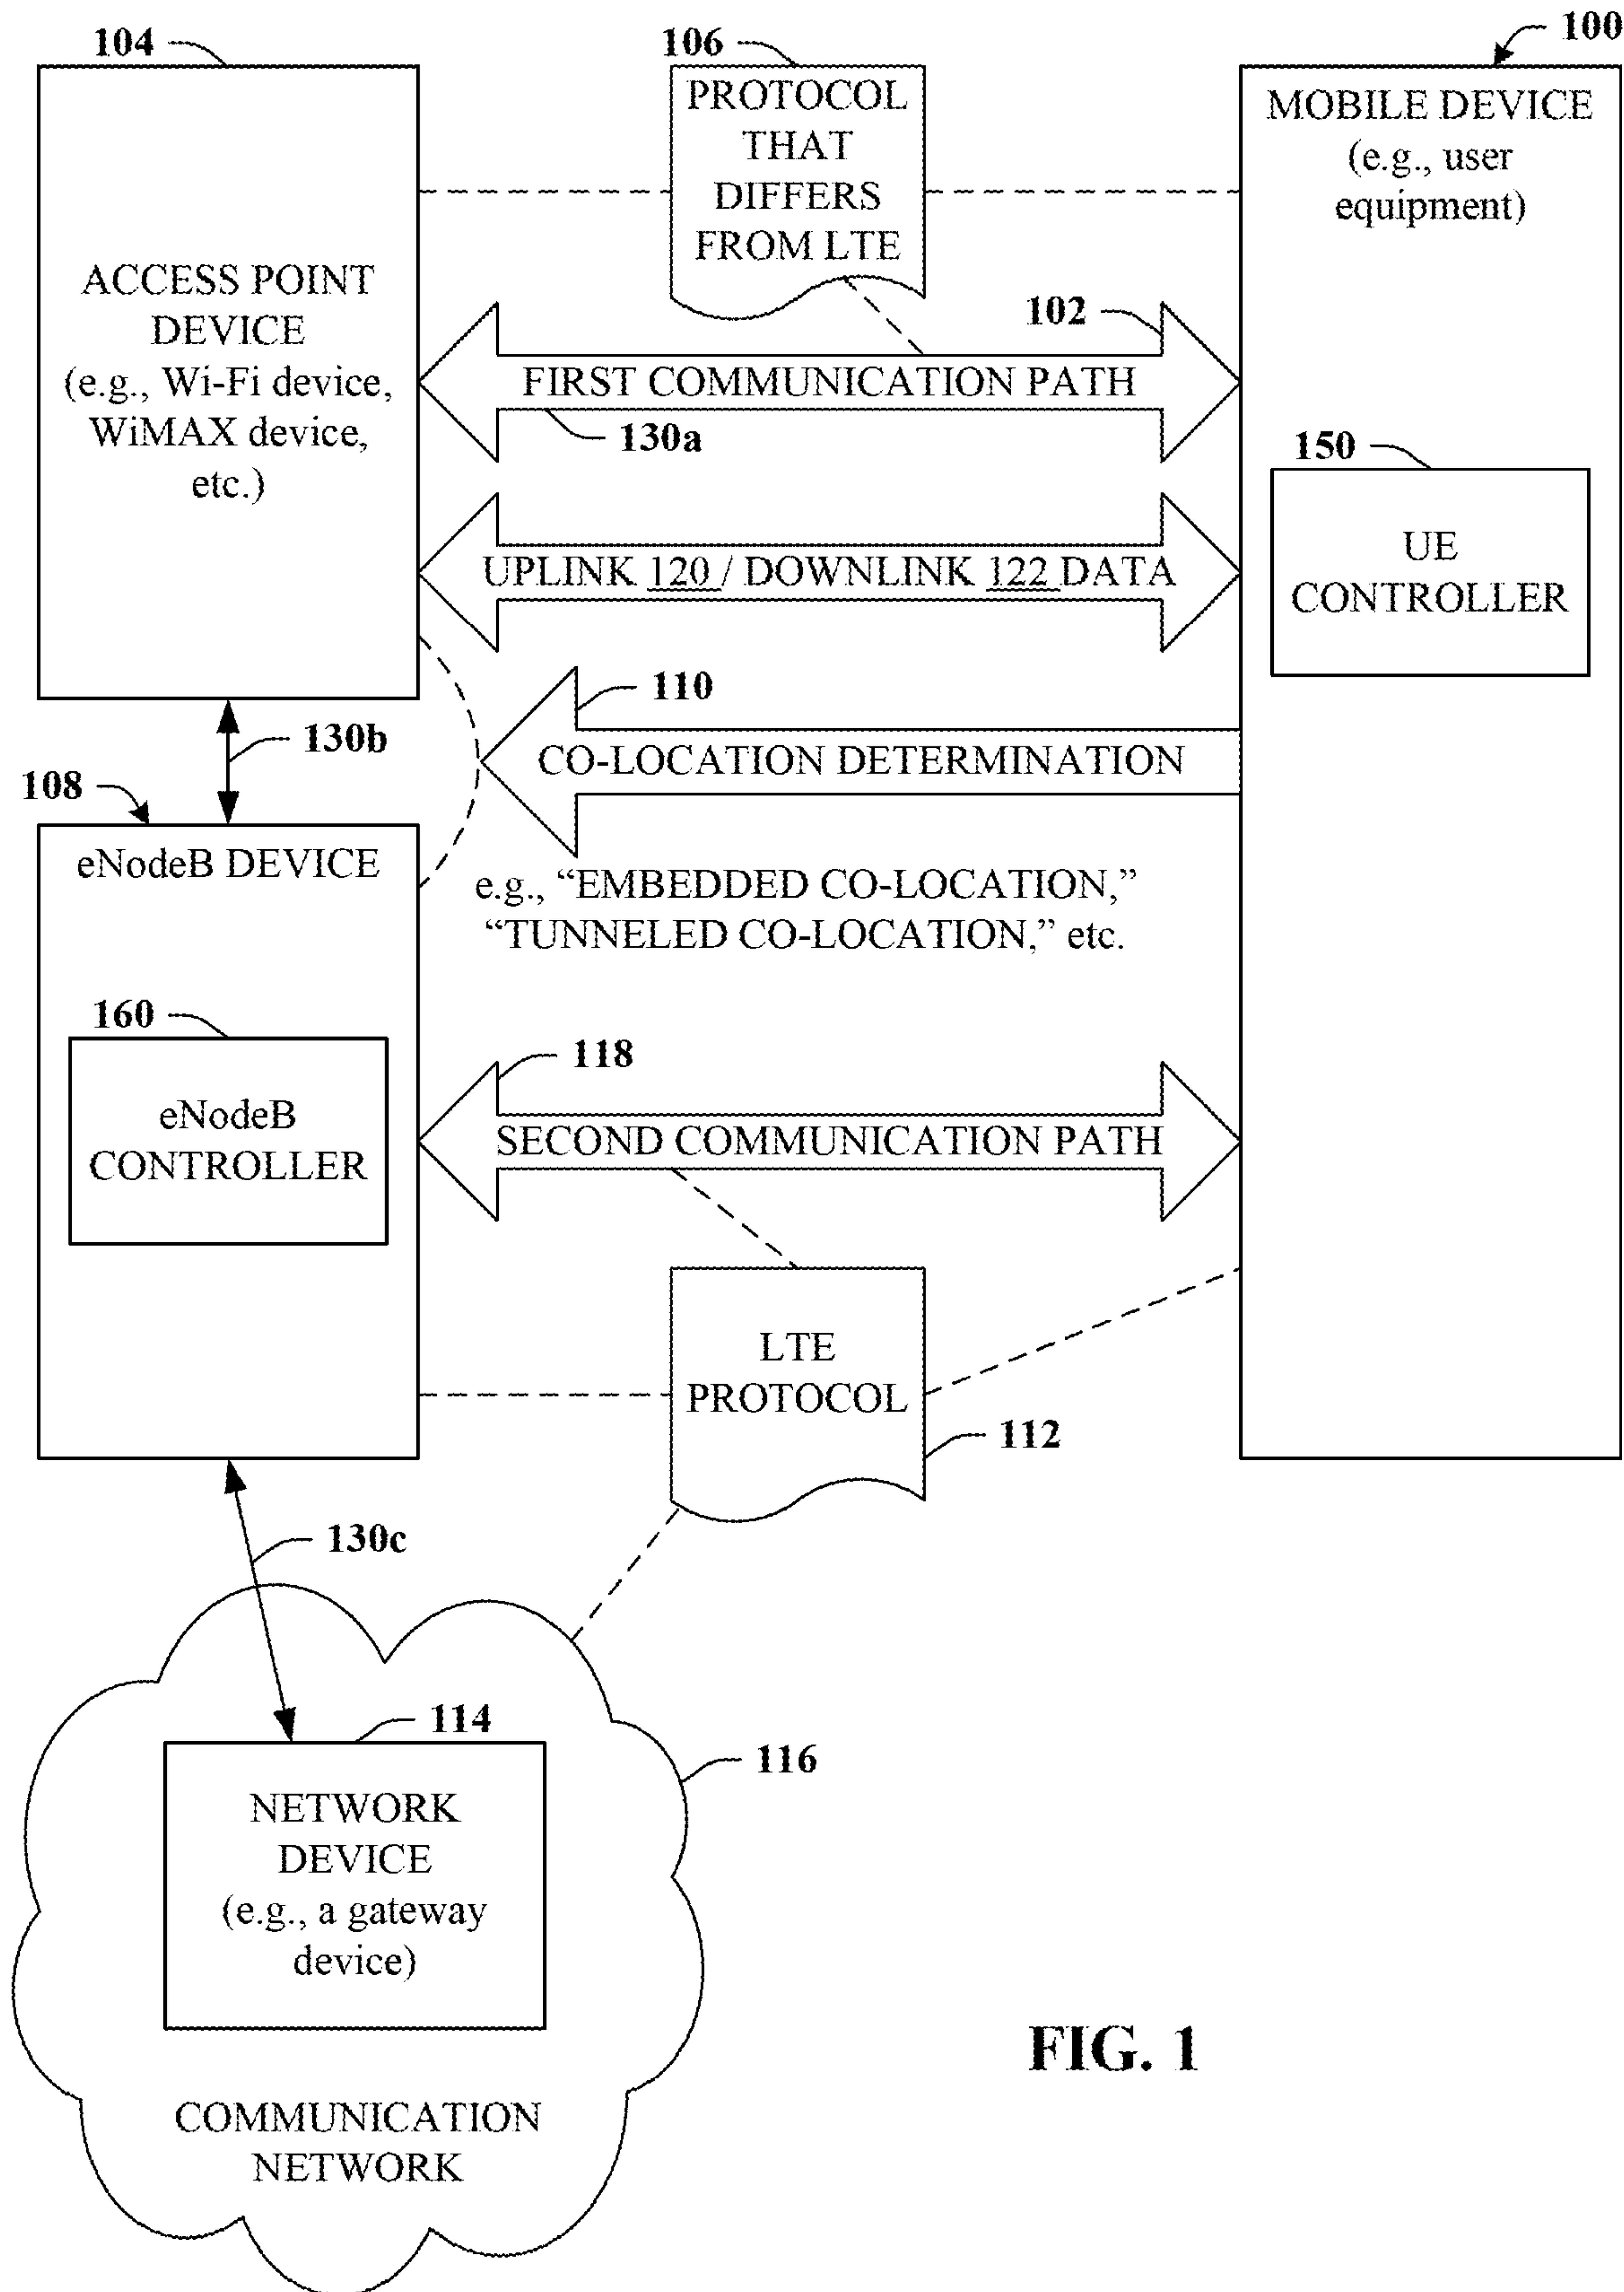 104
106
100
PROTOCOL
THAT
DIFFERS
FROM LTE
MOBILE DEVICE
(e.g., user
equipment)
ACCESS POINT
DEVICE
(e.g., Wi-Fi device,
WiMAX device,
etc.)
102
FIRST COMMUNICATION PATH
130a
150
UE
CONTROLLER
UPLINK 120 / DOWNLINK 122 DATA
110
CO-LOCATION DETERMINATION
130b
108
eNodeB DEVICE
e.g., “EMBEDDED CO-LOCATION,”
“TUNNELED CO-LOCATION,” etc.
160
eNodeB
CONTROLLER
118
SECOND COMMUNICATION PATH
LTE
PROTOCOL
112
130c
114
116
NETWORK
DEVICE
(e.g., a gateway
device)
COMMUNICATION
NETWORK
FIG. 1